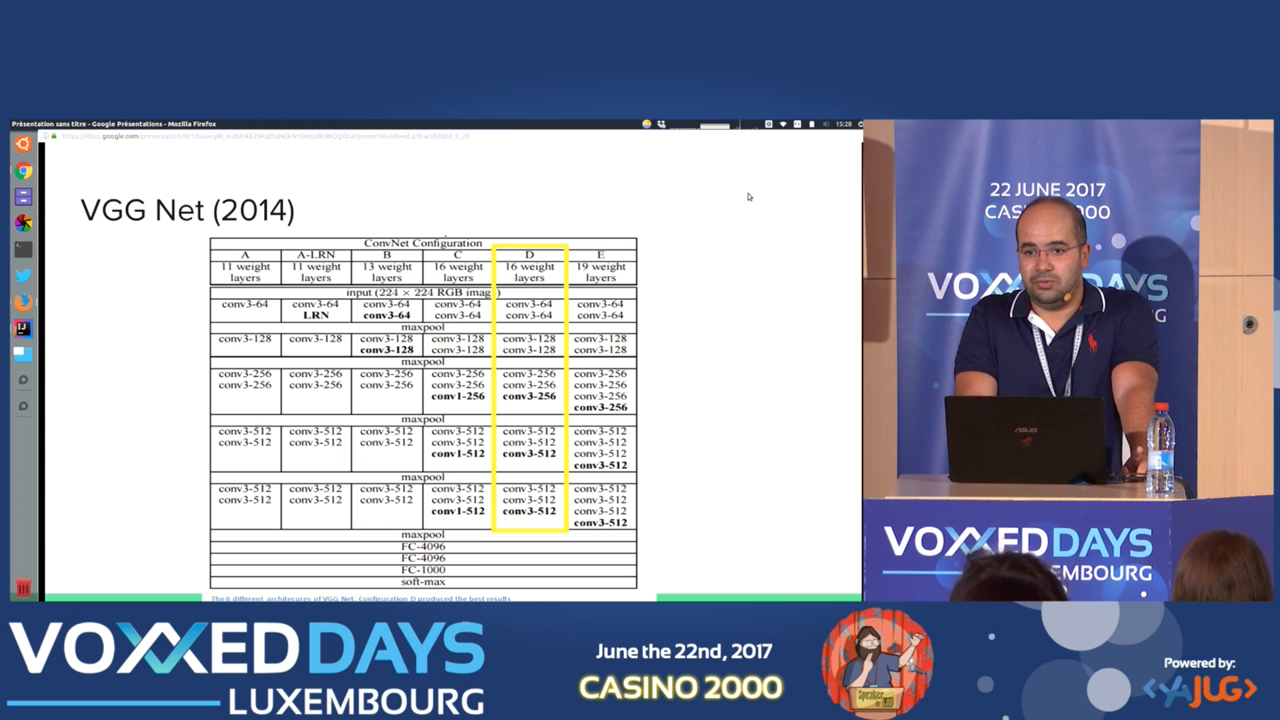 Présentation sans titre - Google Présentations - Mozilla Firefox
15:28
VGG Net (2014)
ConvNet Configuration
A A-LRN B C D E
11 weight layers 11 weight layers 13 weight layers 16 weight layers 16 weight layers 19 weight layers
input (224 × 224 RGB image)
conv3-64 conv3-64 conv3-64 conv3-64 conv3-64 conv3-64
LRN conv3-64 conv3-64 conv3-64 conv3-64
maxpool
conv3-128 conv3-128 conv3-128 conv3-128 conv3-128 conv3-128
conv3-128 conv3-128 conv3-128 conv3-128
maxpool
conv3-256 conv3-256 conv3-256 conv3-256 conv3-256 conv3-256
conv3-256 conv3-256 conv3-256 conv3-256 conv3-256 conv3-256
conv1-256 conv3-256 conv3-256
conv3-256
maxpool
conv3-512 conv3-512 conv3-512 conv3-512 conv3-512 conv3-512
conv3-512 conv3-512 conv3-512 conv3-512 conv3-512 conv3-512
conv1-512 conv3-512 conv3-512
conv3-512
maxpool
conv3-512 conv3-512 conv3-512 conv3-512 conv3-512 conv3-512
conv3-512 conv3-512 conv3-512 conv3-512 conv3-512 conv3-512
conv1-512 conv3-512 conv3-512
conv3-512
maxpool
FC-4096
FC-4096
FC-1000
soft-max
The 6 different architecures of VGG Net. Configuration D produced the best results
22 JUNE 2017
CASINO 2000
ASUS
VOXXED DAYS
EMBOURG
VOXXED DAYS
LUXEMBOURG
June the 22nd, 2017
CASINO 2000
Speaker
Powered by:
YAJUG